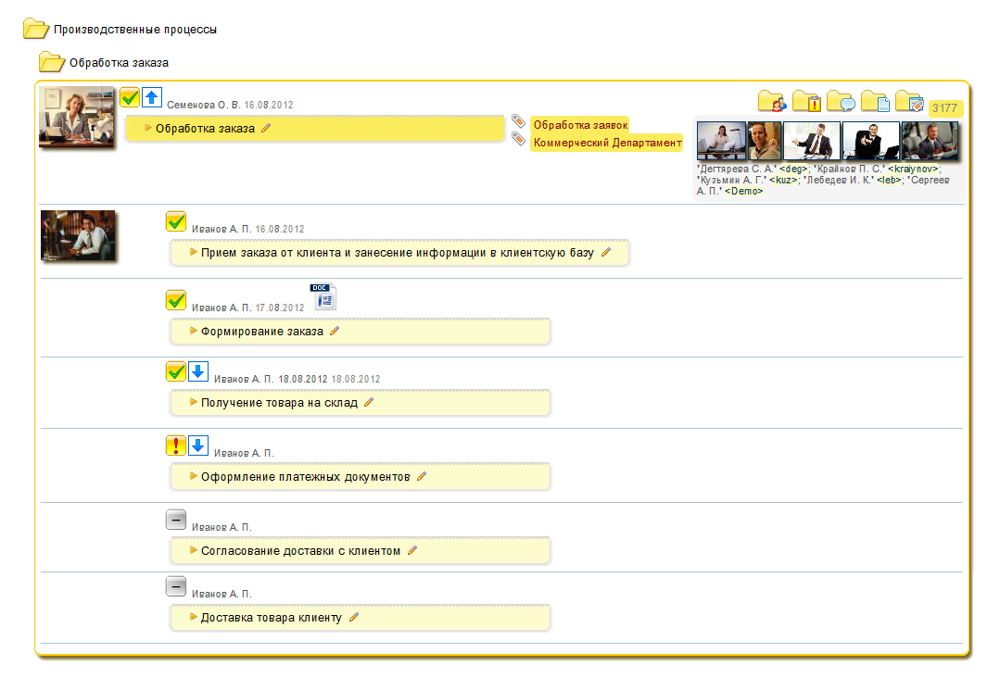 Производственные процессы
Обработка заказа
Семенова О. В. 16.08.2012
Обработка заказа
Обработка заявок
Коммерческий Департамент
3177
"Дегтярева С. А." <deg>; "Крайнов П. С." <kraiynov>;
"Кузьмин А. Г." <kuz>; "Лебедев И. К." <leb>; "Сергеев
А. П." <Demo>
Иванов А. П. 16.08.2012
Прием заказа от клиента и занесение информации в клиентскую базу
Иванов А. П. 17.08.2012
DOC
Формирование заказа
Иванов А. П. 18.08.2012 18.08.2012
Получение товара на склад
Иванов А. П.
Оформление платежных документов
Иванов А. П.
Согласование доставки с клиентом
Иванов А. П.
Доставка товара клиенту